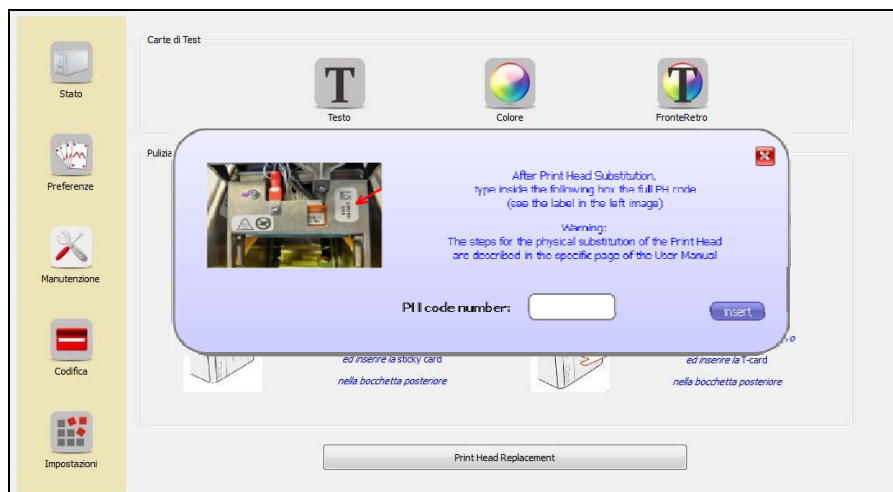 Carte di Test
Stato
Testo
Colore
FronteRetro
Preferenze
Pulizia
After Print Head Substitution,
type inside the following box the full PH code
(see the label in the left image)
Warning:
The steps for the physical substitution of the Print Head
are described in the specific page of the User Manual
Manutenzione
PH code number:
insert
Codifica
ed inserire la sticky card
nella bocchetta posteriore
ed inserire la T-card
nella bocchetta posteriore
Impostazioni
Print Head Replacement